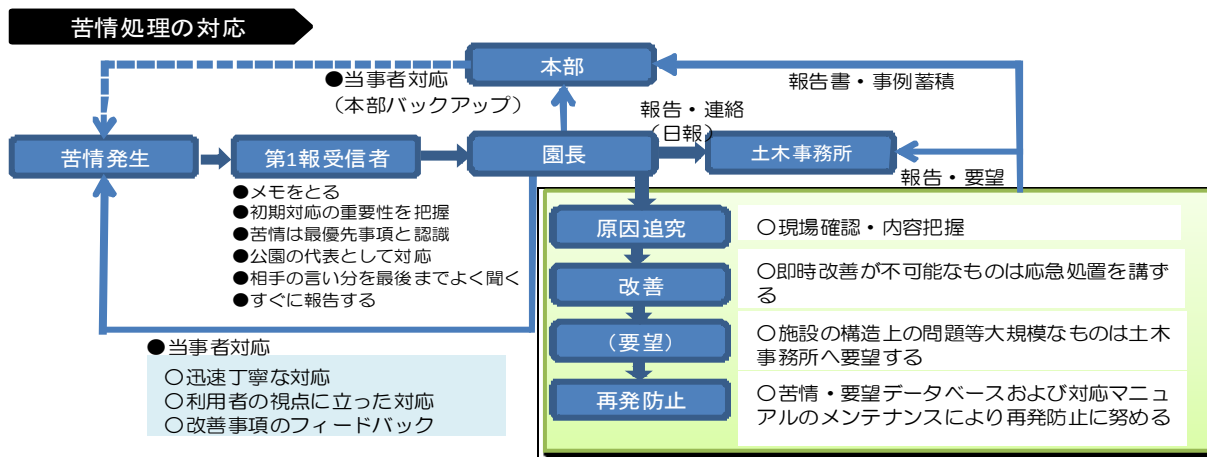 苦情処理の対応
本部
●当事者対応
（本部バックアップ）
報告書・事例蓄積
報告・連絡
（日報）
苦情発生
第1報受信者
園長
土木事務所
報告・要望
●メモをとる
●初期対応の重要性を把握
●苦情は最優先事項と認識
●公園の代表として対応
●相手の言い分を最後までよく聞く
●すぐに報告する
原因追究
〇現場確認・内容把握
改善
〇即時改善が不可能なものは応急処置を講ず
る
（要望）
〇施設の構造上の問題等大規模なものは土木
事務所へ要望する
再発防止
〇苦情・要望データベースおよび対応マニュ
アルのメンテナンスにより再発防止に努める
●当事者対応
〇迅速丁寧な対応
〇利用者の視点に立った対応
〇改善事項のフィードバック